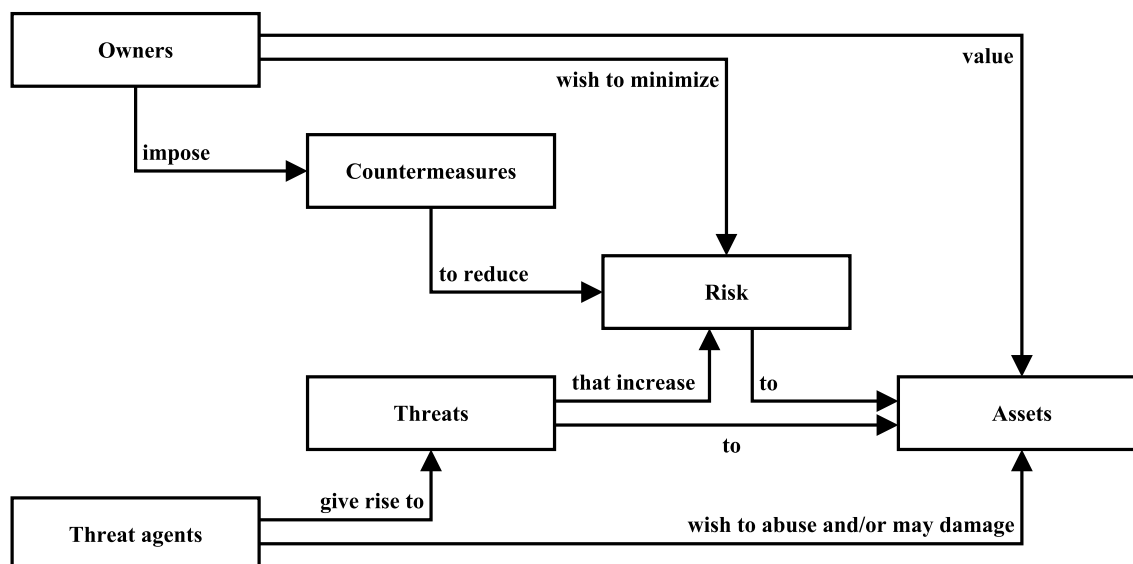 Owners
value
wish to minimize
impose
Countermeasures
to reduce
Risk
that increase
to
Threats
Assets
to
give rise to
Threat agents
wish to abuse and/or may damage